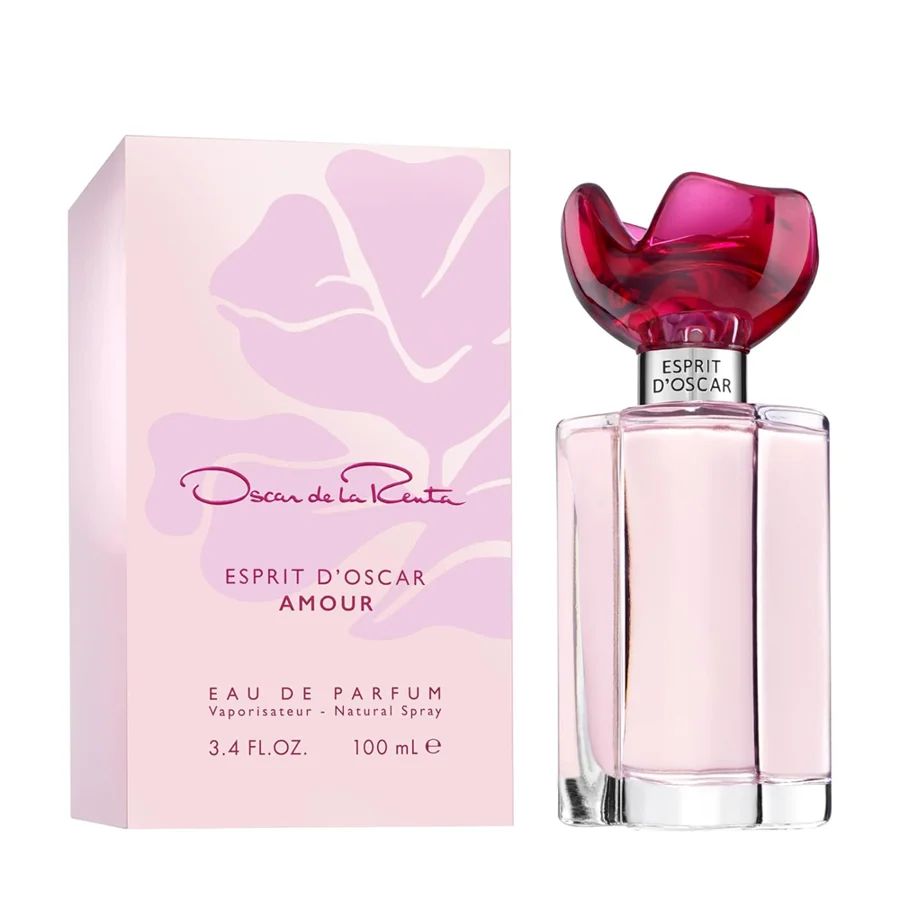 Oscar de la Renta
ESPRIT D'OSCAR
AMOUR
EAU DE PARFUM
Vaporisateur - Natural Spray
3.4 FL.OZ. 100 mL ℮
ESPRIT
D'OSCAR